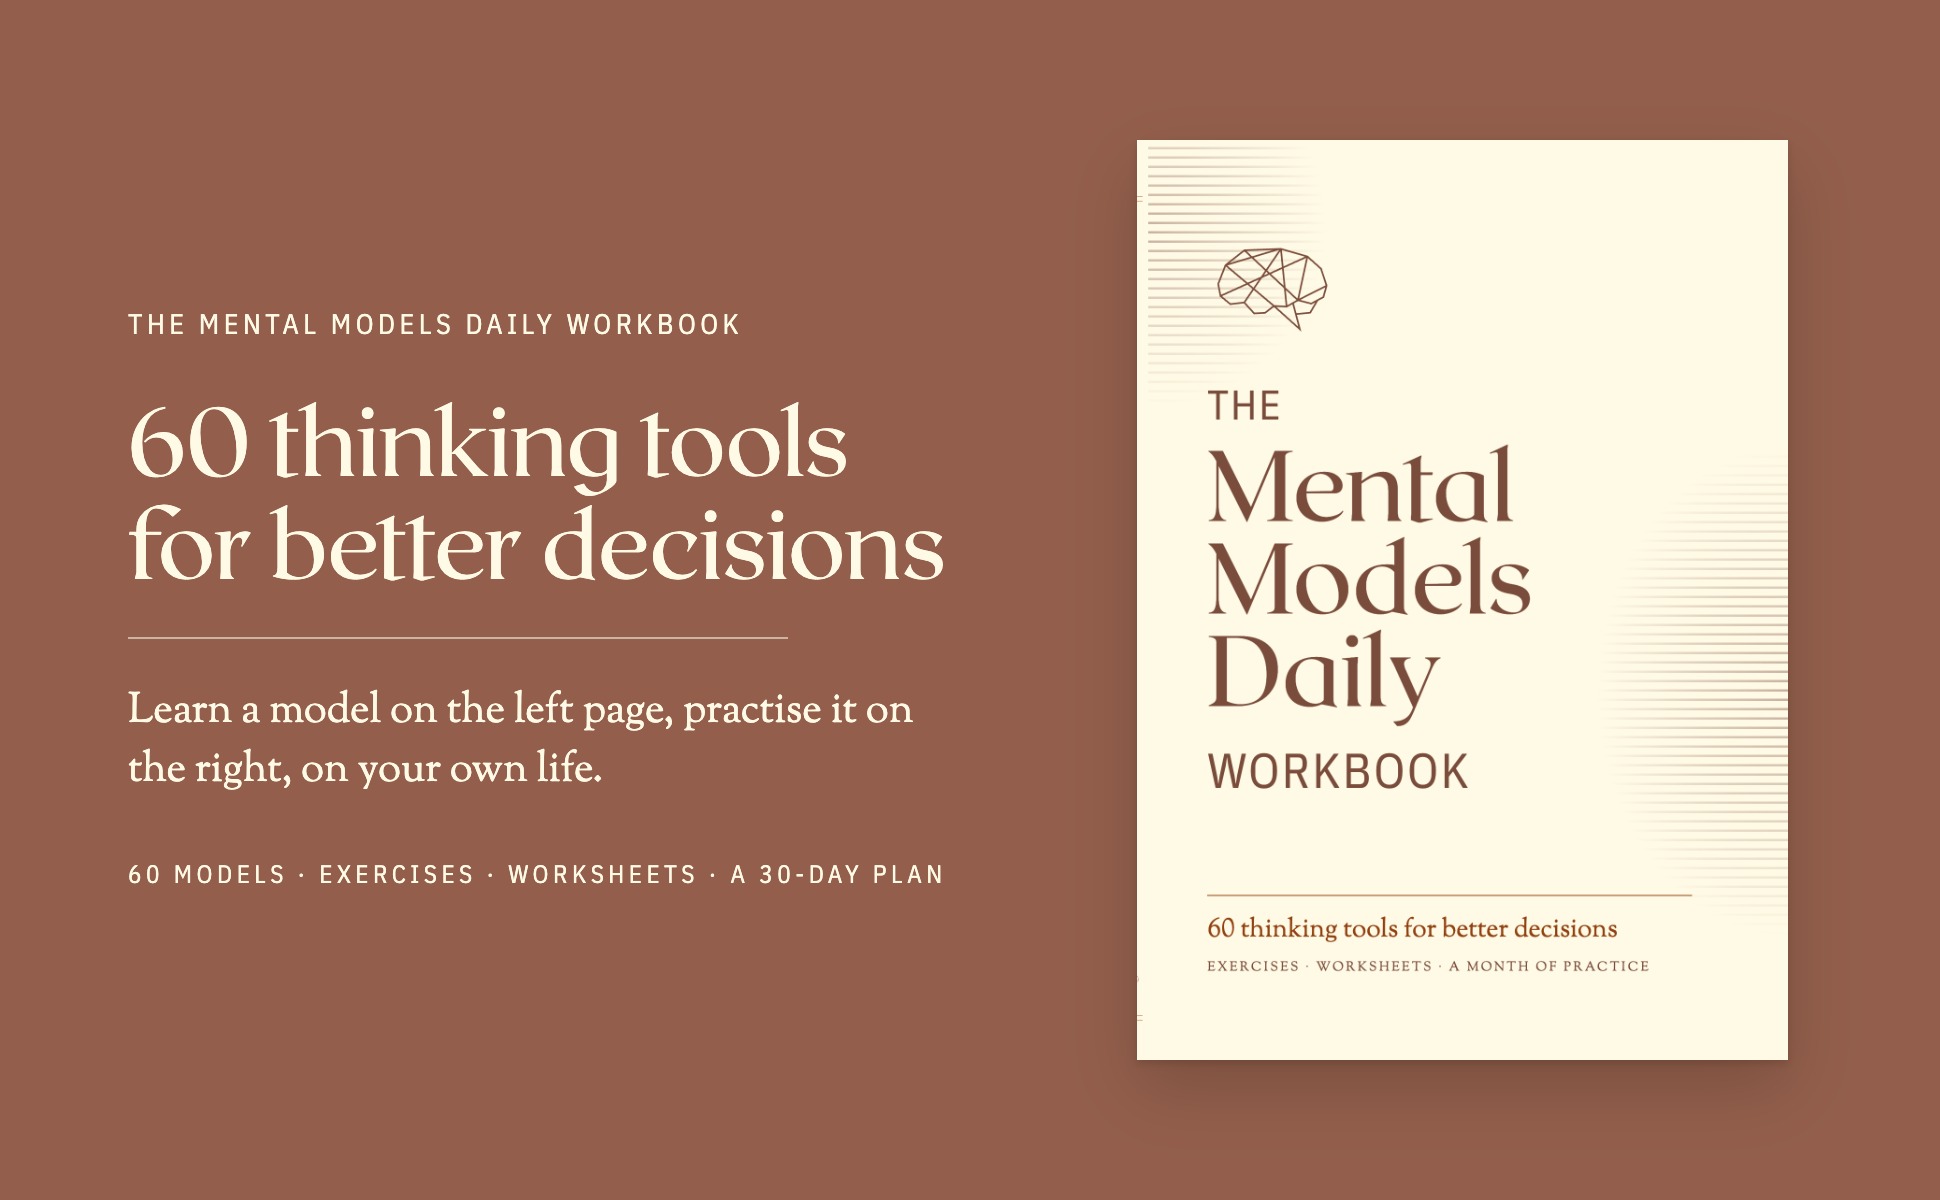 THE MENTAL MODELS DAILY WORKBOOK
60 thinking tools
for better decisions
Learn a model on the left page, practise it on
the right, on your own life.
60 MODELS · EXERCISES · WORKSHEETS · A 30-DAY PLAN
THE
Mental
Models
Daily
WORKBOOK
60 thinking tools for better decisions
EXERCISES · WORKSHEETS · A MONTH OF PRACTICE